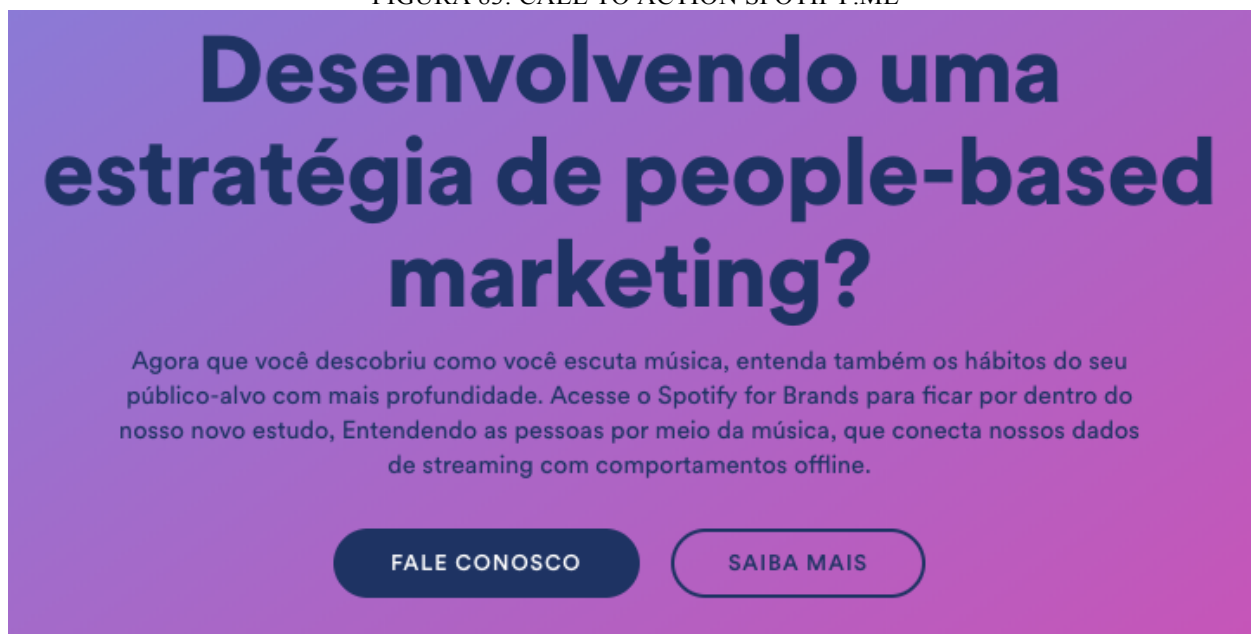 Desenvolvendo uma
estratégia de people-based
marketing?
Agora que você descobriu como você escuta música, entenda também os hábitos do seu
público-alvo com mais profundidade. Acesse o Spotify for Brands para ficar por dentro do
nosso novo estudo, Entendendo as pessoas por meio da música, que conecta nossos dados
de streaming com comportamentos offline.
FALE CONOSCO
SAIBA MAIS